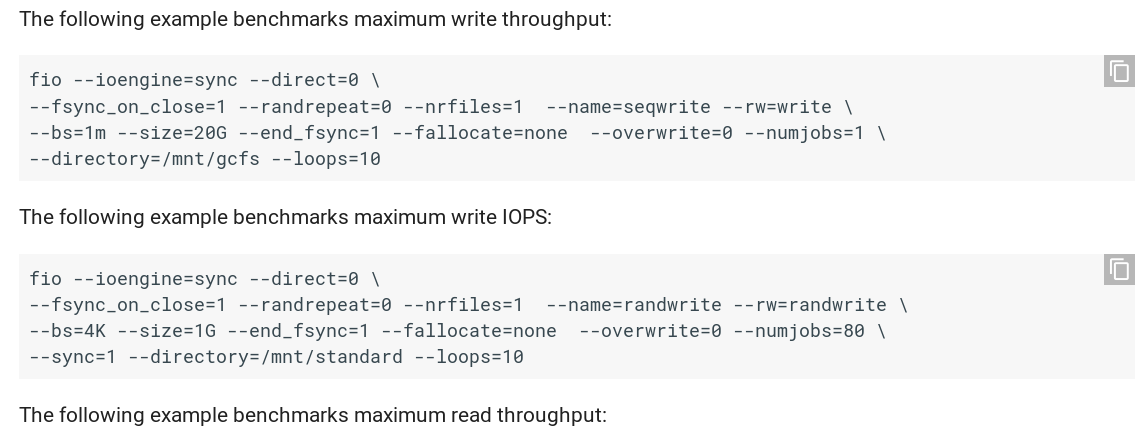 The following example benchmarks maximum write throughput:
fio --ioengine=sync --direct=0 \
--fsync_on_close=1 --randrepeat=0 --nrfiles=1  --name=seqwrite --rw=write \
--bs=1m --size=20G --end_fsync=1 --fallocate=none  --overwrite=0 --numjobs=1 \
--directory=/mnt/gcfs --loops=10
The following example benchmarks maximum write IOPS:
fio --ioengine=sync --direct=0 \
--fsync_on_close=1 --randrepeat=0 --nrfiles=1  --name=randwrite --rw=randwrite \
--bs=4K --size=1G --end_fsync=1 --fallocate=none  --overwrite=0 --numjobs=80 \
--sync=1 --directory=/mnt/standard --loops=10
The following example benchmarks maximum read throughput: